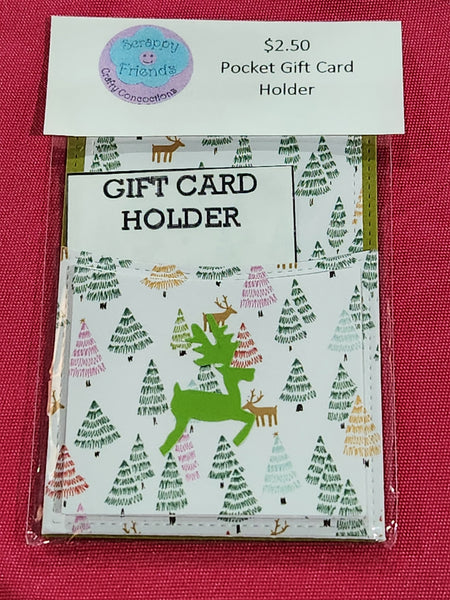 Scrappy
Friends
Crafty Concoctions
$2.50
Pocket Gift Card
Holder
GIFT CARD
HOLDER